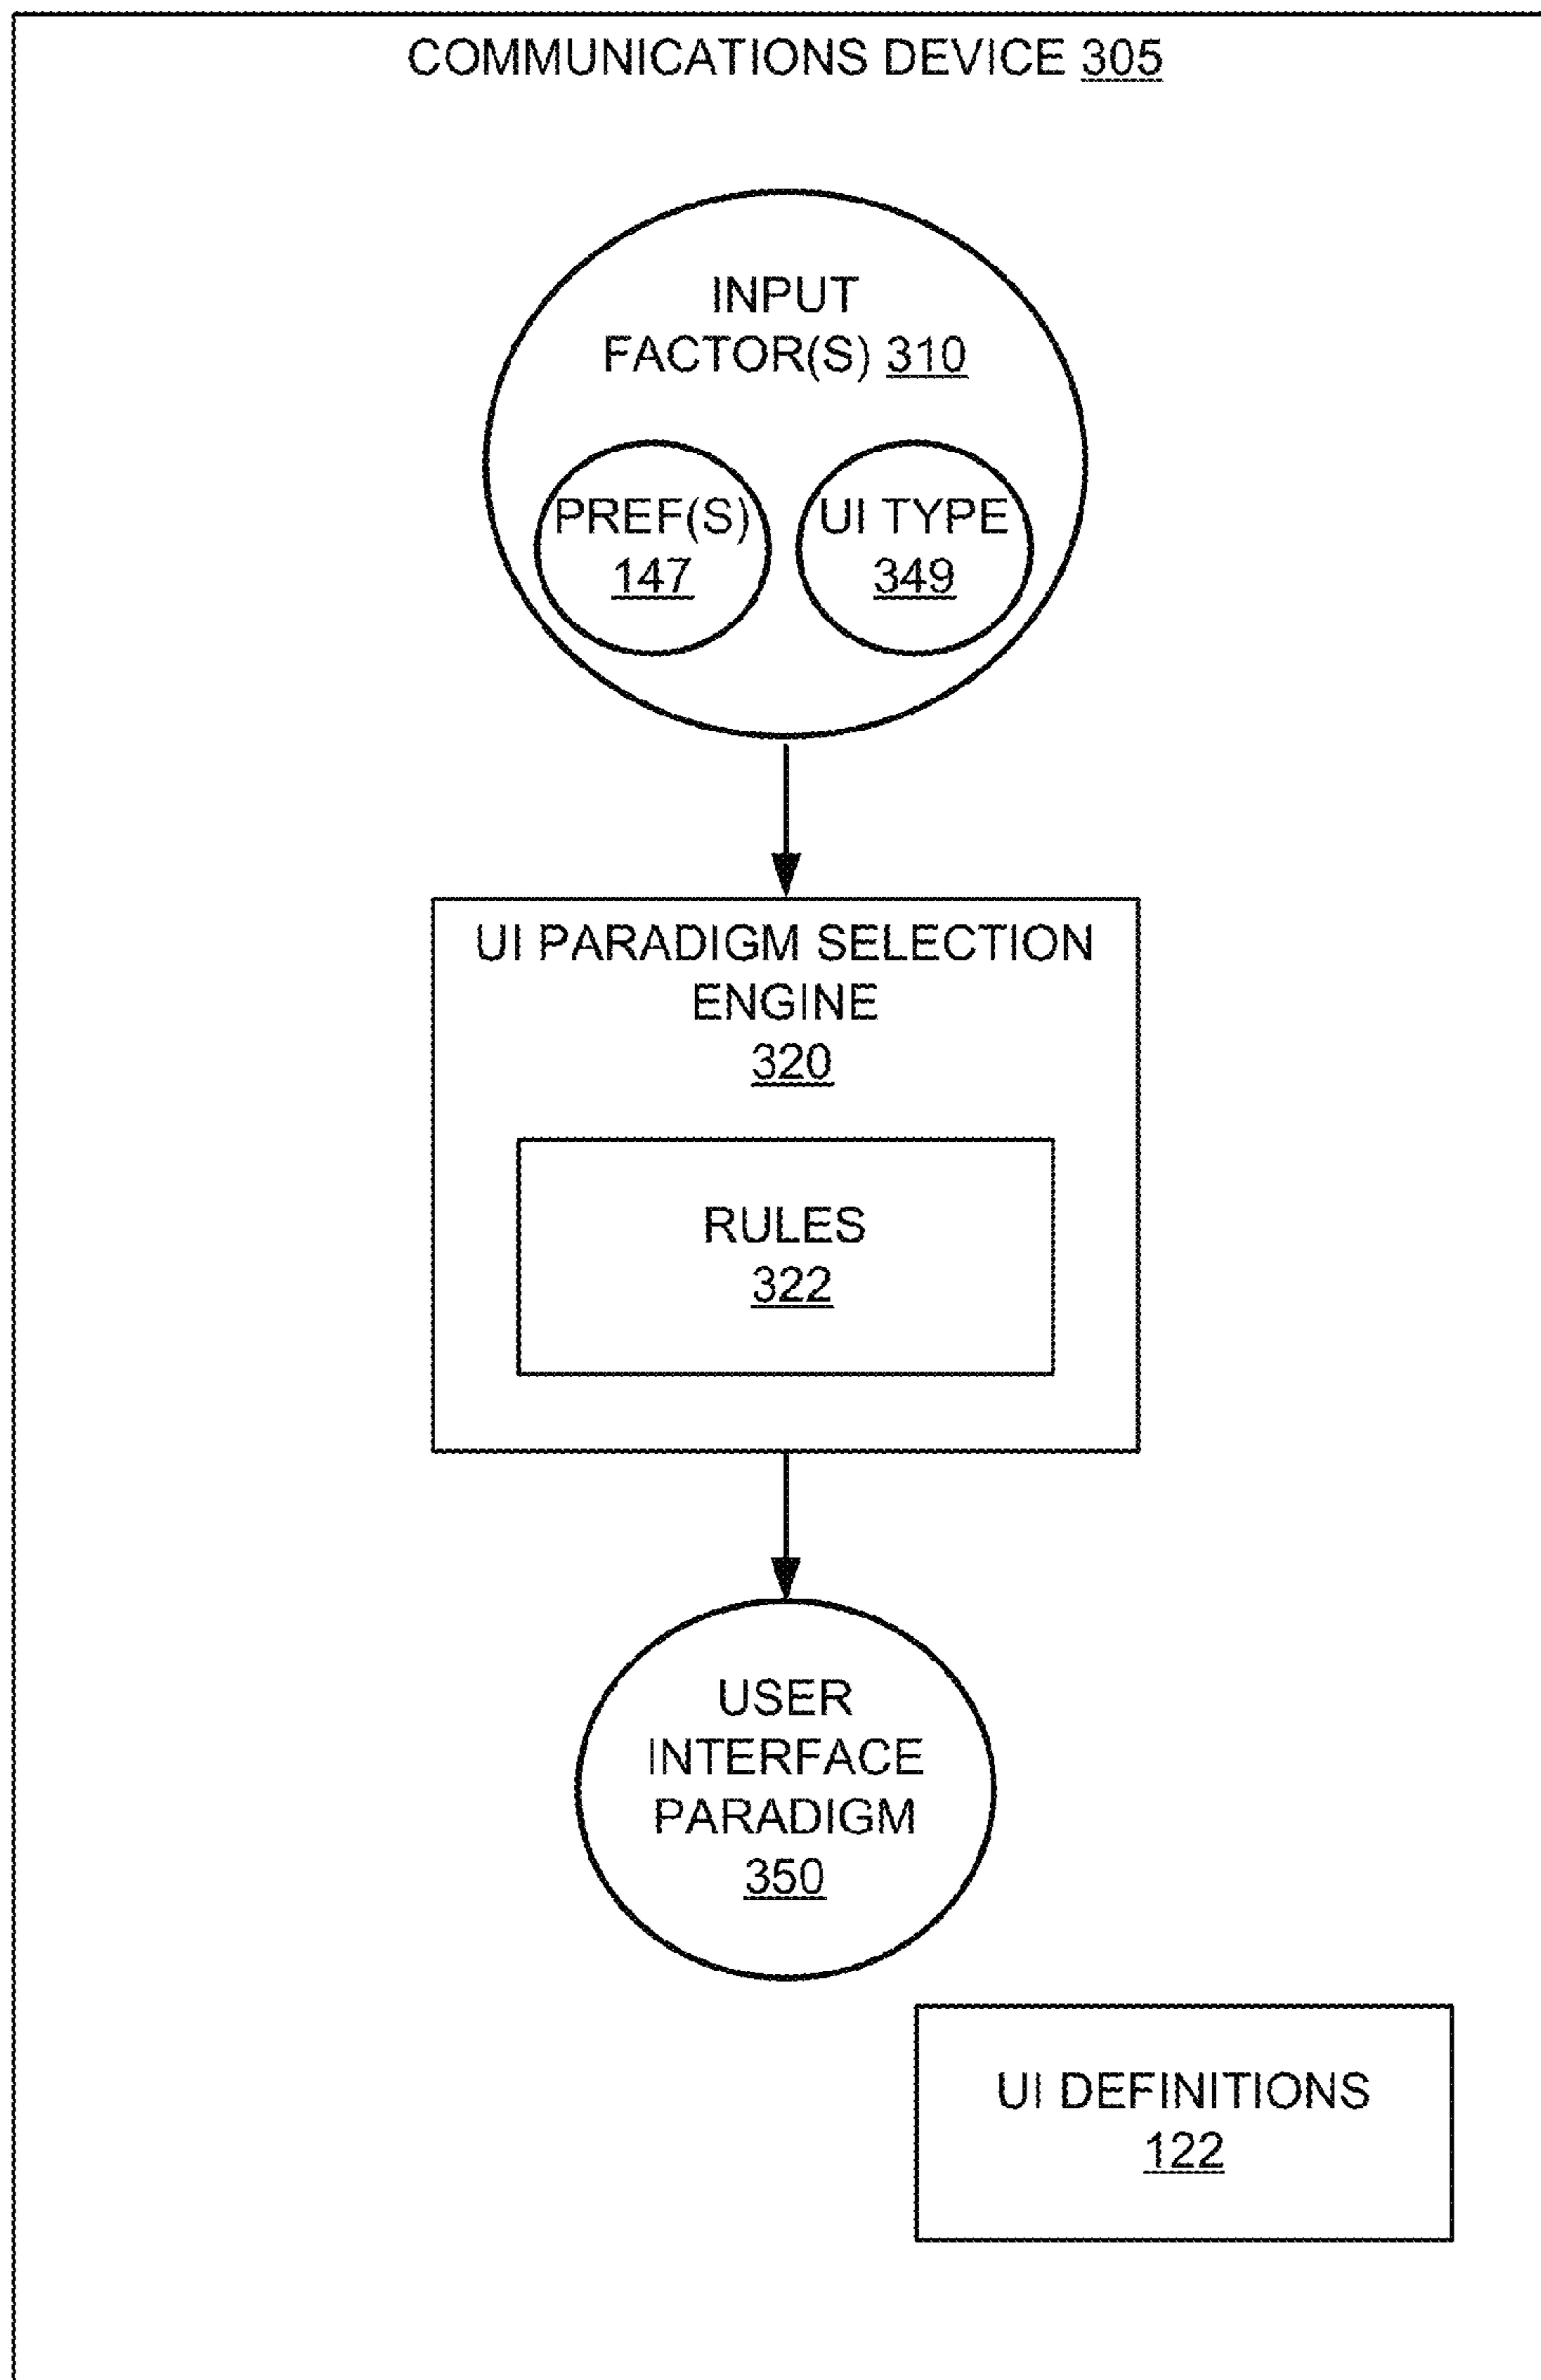 COMMUNICATIONS DEVICE 305
INPUT
FACTOR(S) 310
PREF(S) UI TYPE
147 349
UI PARADIGM SELECTION
ENGINE
320
RULES
322
USER
INTERFACE
PARADIGM
350
UI DEFINITIONS
122